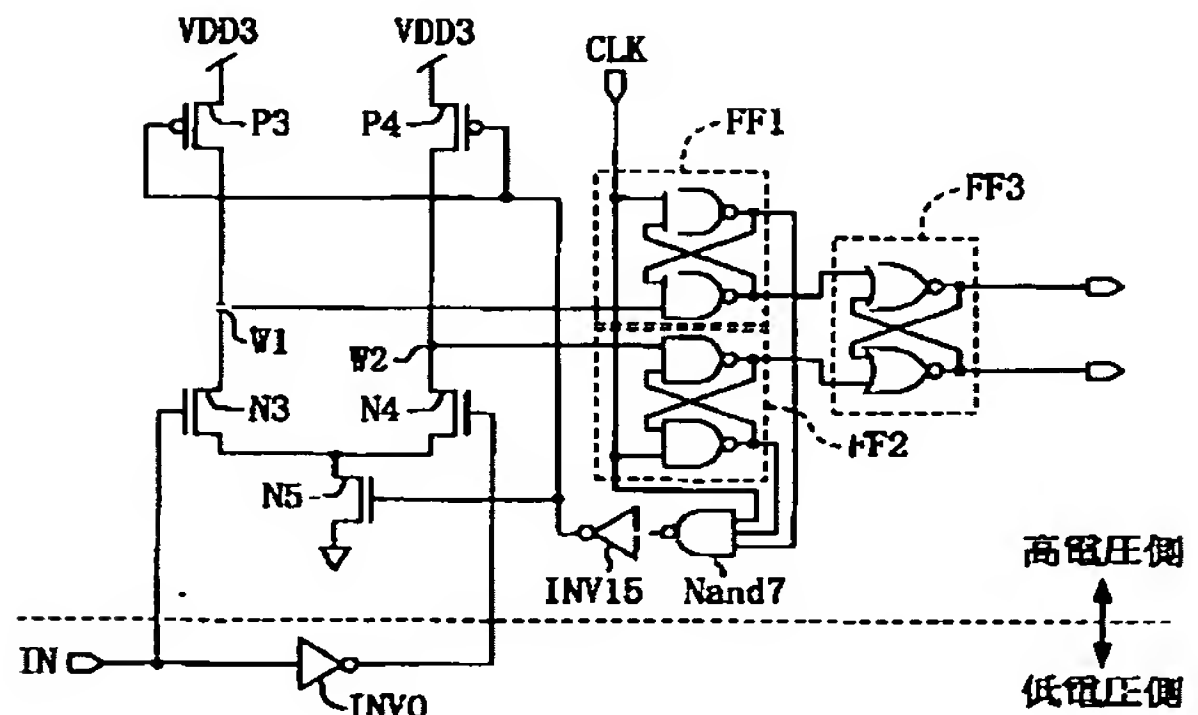 VDD3 VDD3
CLK
P3 P4
FF1
FF3
W1
W2
N3 N4
FF2
N5
INV15 Nand7
高電圧側
IN
INV0
低電圧側